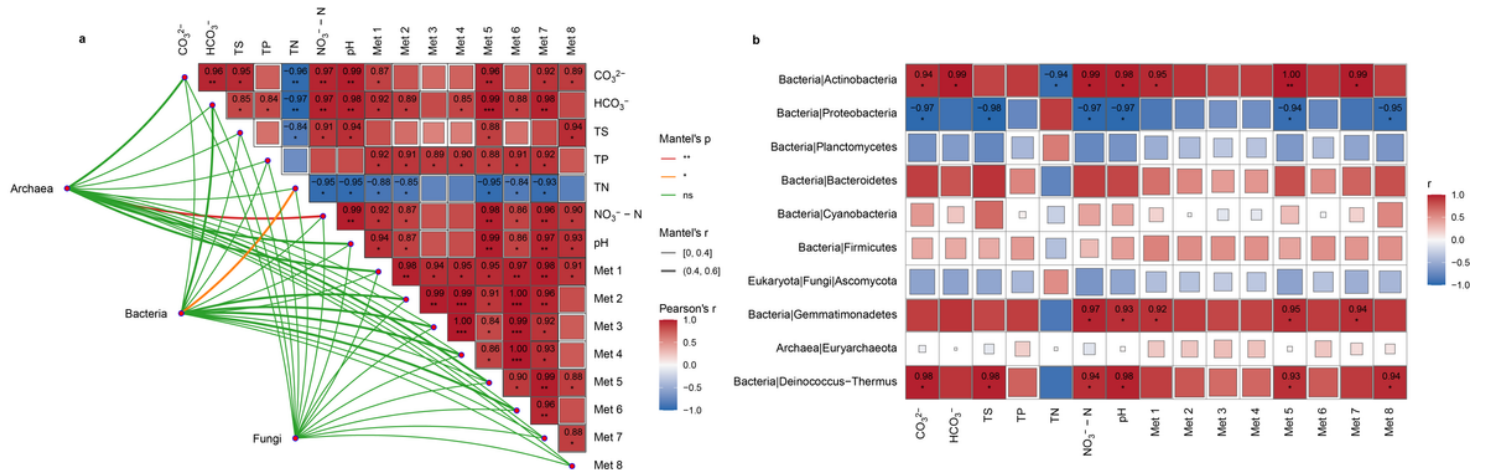 a
CO₃²⁻ HCO₃⁻ TS TP TN NO₃⁻ − N pH Met 1 Met 2 Met 3 Met 4 Met 5 Met 6 Met 7 Met 8
0.96 0.95 −0.96 0.97 0.99 0.87 0.96 0.92 0.89 CO₃²⁻
** * ** ** ** * ** * *
0.85 0.84 −0.97 0.97 0.98 0.92 0.89 0.85 0.99 0.88 0.98 HCO₃⁻
* * ** ** ** * * * *** * **
−0.84 0.91 0.94 0.88 0.94 TS
* * * * *
0.92 0.91 0.89 0.90 0.88 0.91 0.92 TP
* * * * * * *
Archaea
−0.95 −0.95 −0.88 −0.85 −0.95 −0.84 −0.93 TN
* * * * * * *
0.99 0.92 0.87 0.98 0.86 0.96 0.90 NO₃⁻ − N
** * * ** * ** *
0.94 0.87 0.99 0.86 0.97 0.93 pH
* * ** * ** *
0.98 0.94 0.95 0.95 0.97 0.98 0.91 Met 1
** * * * ** ** *
0.99 0.99 0.91 1.00 0.96 Met 2
** *** * *** **
Bacteria
1.00 0.84 0.99 0.92 Met 3
*** * *** *
0.86 1.00 0.93 Met 4
* *** *
0.90 0.99 0.88 Met 5
* ** *
0.96 Met 6
**
Fungi
0.88 Met 7
*
Met 8
Mantel's p
**
*
ns
Mantel's r
[0, 0.4]
(0.4, 0.6]
Pearson's r
1.0
0.5
0.0
−0.5
−1.0
b
Bacteria|Actinobacteria 0.94 0.99 −0.94 0.99 0.98 0.95 1.00 0.99
* * * * * * ** *
Bacteria|Proteobacteria −0.97 −0.98 −0.97 −0.97 −0.94 −0.95
* * * * * *
Bacteria|Planctomycetes
Bacteria|Bacteroidetes
Bacteria|Cyanobacteria
Bacteria|Firmicutes
Eukaryota|Fungi|Ascomycota
Bacteria|Gemmatimonadetes 0.97 0.93 0.92 0.95 0.94
* * * * *
Archaea|Euryarchaeota
Bacteria|Deinococcus−Thermus 0.98 0.98 0.94 0.98 0.93 0.94
* * * * * *
CO₃²⁻ HCO₃⁻ TS TP TN NO₃⁻ − N pH Met 1 Met 2 Met 3 Met 4 Met 5 Met 6 Met 7 Met 8
r
1.0
0.5
0.0
−0.5
−1.0